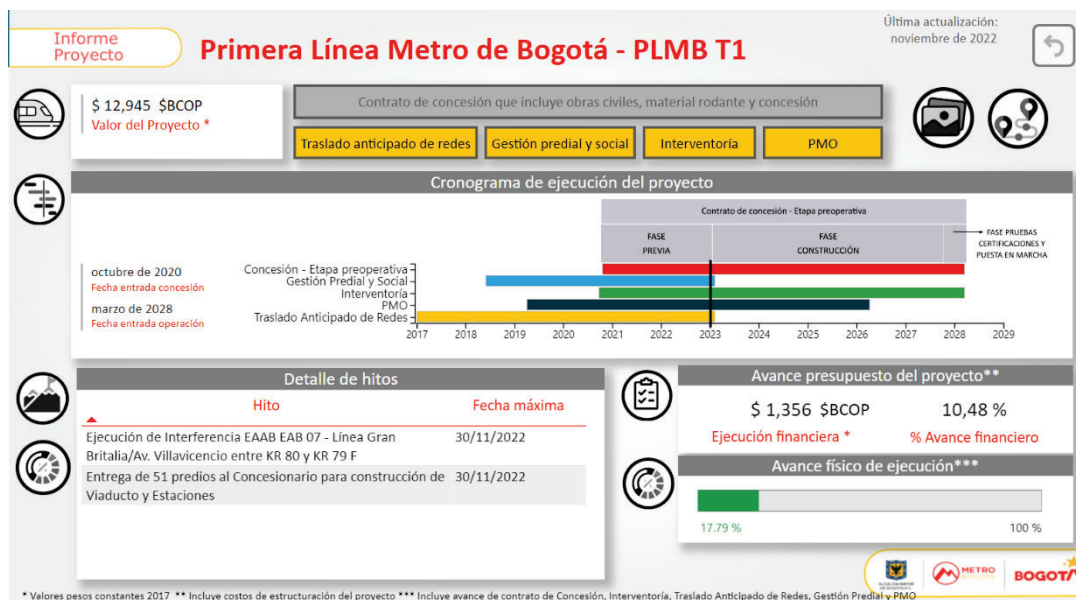 Informe
Proyecto
Primera Línea Metro de Bogotá - PLMB T1
Última actualización:
noviembre de 2022
$ 12,945 $BCOP
Valor del Proyecto *
Contrato de concesión que incluye obras civiles, material rodante y concesión
Traslado anticipado de redes
Gestión predial y social
Interventoría
PMO
Cronograma de ejecución del proyecto
Contrato de concesión - Etapa preoperativa
FASE
PREVIA
FASE
CONSTRUCCIÓN
FASE PRUEBAS
CERTIFICACIONES Y
PUESTA EN MARCHA
octubre de 2020
Fecha entrada concesión
marzo de 2028
Fecha entrada operación
Concesión - Etapa preoperativa
Gestión Predial y Social
Interventoría
PMO
Traslado Anticipado de Redes
2017 2018 2019 2020 2021 2022 2023 2024 2025 2026 2027 2028 2029
Detalle de hitos
Hito Fecha máxima
Ejecución de Interferencia EAAB EAB 07 - Línea Gran 30/11/2022
Britalia/Av. Villavicencio entre KR 80 y KR 79 F
Entrega de 51 predios al Concesionario para construcción de 30/11/2022
Viaducto y Estaciones
Avance presupuesto del proyecto**
$ 1,356 $BCOP 10,48 %
Ejecución financiera * % Avance financiero
Avance físico de ejecución***
17.79 % 100 %
METRO
BOGOTÁ
* Valores pesos constantes 2017 ** Incluye costos de estructuración del proyecto *** Incluye avance de contrato de Concesión, Interventoría, Traslado Anticipado de Redes, Gestión Predial y PMO